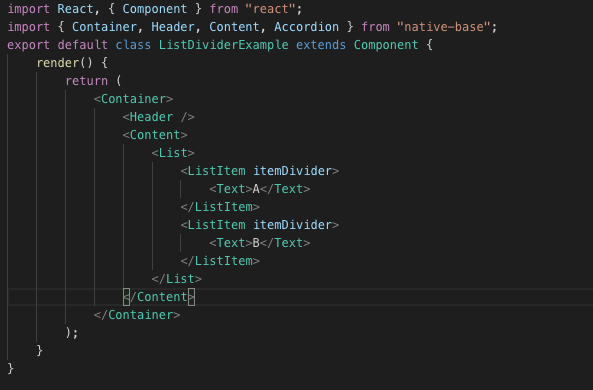 import React, { Component } from "react";
import { Container, Header, Content, Accordion } from "native-base";
export default class ListDividerExample extends Component {
    render() {
        return (
            <Container>
                <Header />
                <Content>
                    <List>
                        <ListItem itemDivider>
                            <Text>A</Text>
                        </ListItem>
                        <ListItem itemDivider>
                            <Text>B</Text>
                        </ListItem>
                    </List>
                </Content>
            </Container>
        );
    }
}